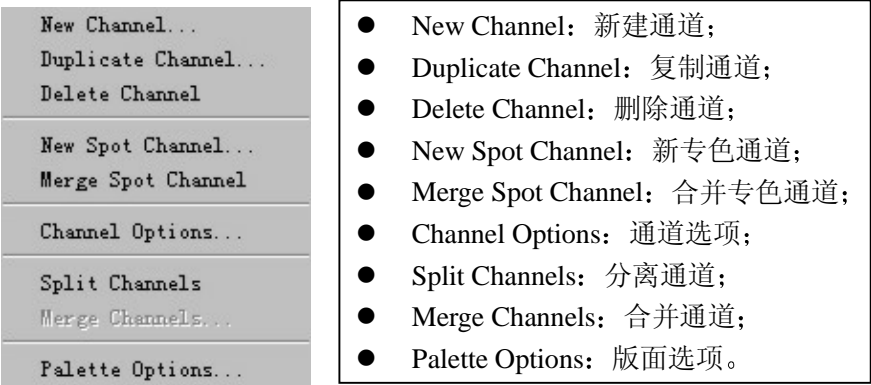 New Channel...
Duplicate Channel...
Delete Channel
New Spot Channel...
Merge Spot Channel
Channel Options...
Split Channels
Merge Channels...
Palette Options...
● New Channel：新建通道；
● Duplicate Channel：复制通道；
● Delete Channel：删除通道；
● New Spot Channel：新专色通道；
● Merge Spot Channel：合并专色通道；
● Channel Options：通道选项；
● Split Channels：分离通道；
● Merge Channels：合并通道；
● Palette Options：版面选项。